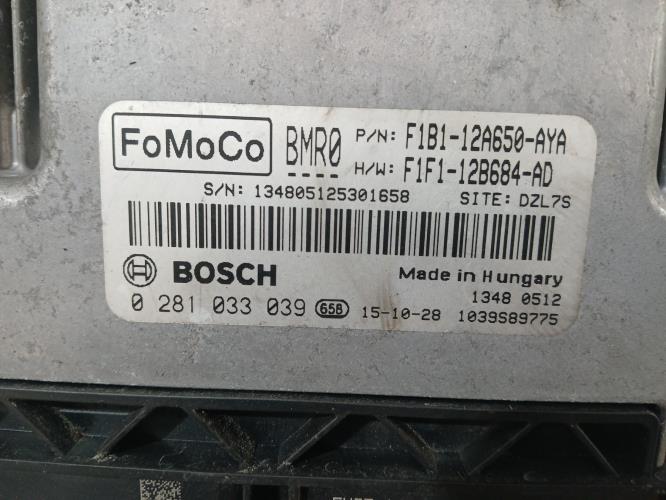 FoMoCo BMR0 P/N: F1B1-12A650-AYA
H/W: F1F1-12B684-AD
S/N: 134805125301658 SITE: DZL7S
BOSCH Made in Hungary
1348 0512
0 281 033 039 658 15-10-28 1039S89775